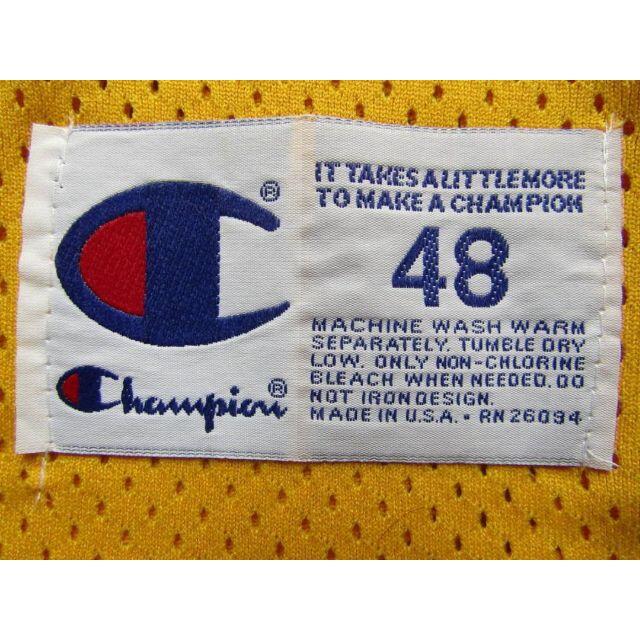 ®
Champion®
IT TAKES A LITTLE MORE
TO MAKE A CHAMPION
48
MACHINE WASH WARM
SEPARATELY. TUMBLE DRY
LOW. ONLY NON-CHLORINE
BLEACH WHEN NEEDED. DO
NOT IRON DESIGN.
MADE IN U.S.A. • RN 26094